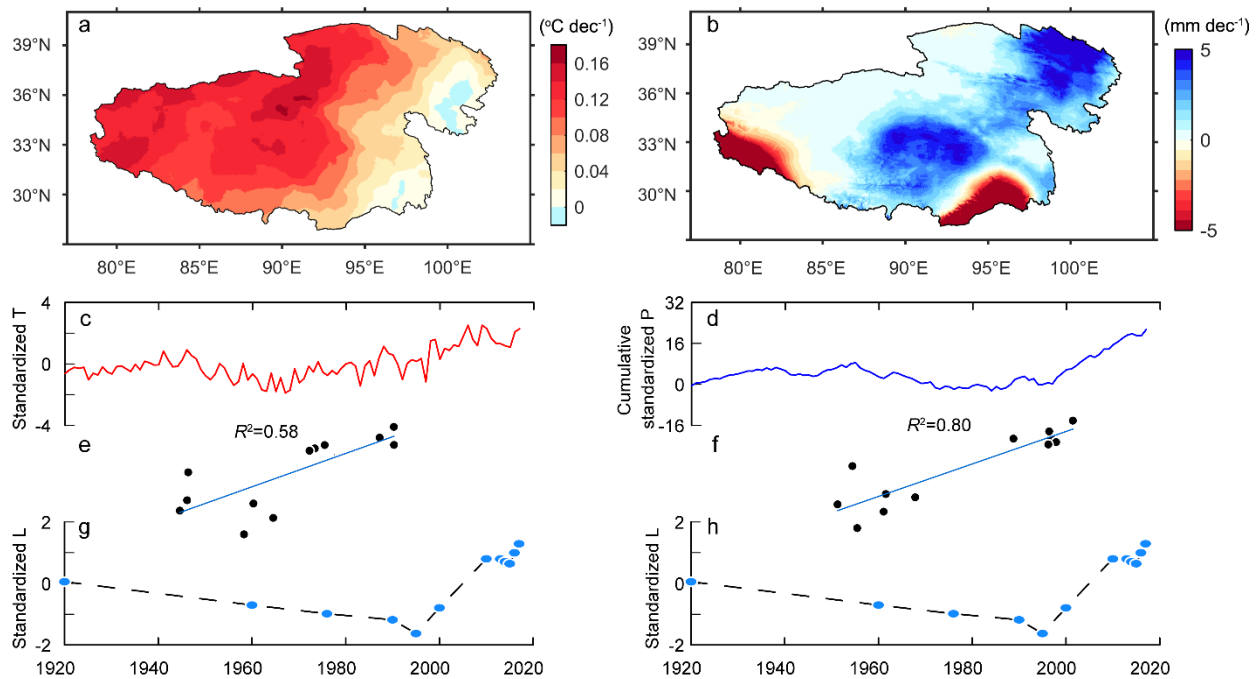 a
(°C dec-1)
39°N
36°N
33°N
30°N
0.16
0.12
0.08
0.04
0
80°E 85°E 90°E 95°E 100°E
b
(mm dec-1)
39°N
36°N
33°N
30°N
5
0
-5
80°E 85°E 90°E 95°E 100°E
c
Standardized T
4
0
-4
d
Cumulative
standardized P
32
16
0
-16
e
R2=0.58
f
R2=0.80
g
Standardized L
2
0
-2
1920 1940 1960 1980 2000 2020
h
Standardized L
2
0
-2
1920 1940 1960 1980 2000 2020